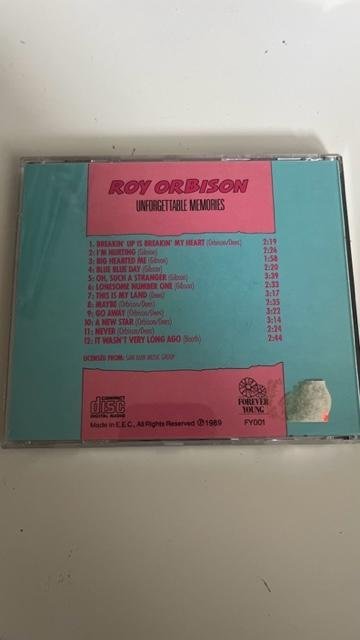 ROY ORBISON
UNFORGETTABLE MEMORIES
1. BREAKIN' UP IS BREAKIN' MY HEART (Orbison/Dees) 2:19
2: I'M HURTING (Gibson) 2:26
3: BIG HEARTED ME (Gibson) 1:58
4: BLUE BLUE DAY (Gibson) 2:20
5: OH, SUCH A STRANGER (Gibson) 3:39
6: LONESOME NUMBER ONE (Gibson) 2:33
7: THIS IS MY LAND (Dees) 3:17
8: MAYBE (Orbison/Dees) 2:35
9: GO AWAY (Orbison/Dees) 3:22
10: A NEW STAR (Orbison/Dees) 3:14
11: NEVER (Orbison/Dees) 2:24
12: IT WASN'T VERY LONG AGO (Booth) 2:44
LICENSED FROM: SAN JUAN MUSIC GROUP
COMPACT
disc
DIGITAL AUDIO
FOREVER
YOUNG
Made in E.E.C., All Rights Reserved ℗1989
FY001